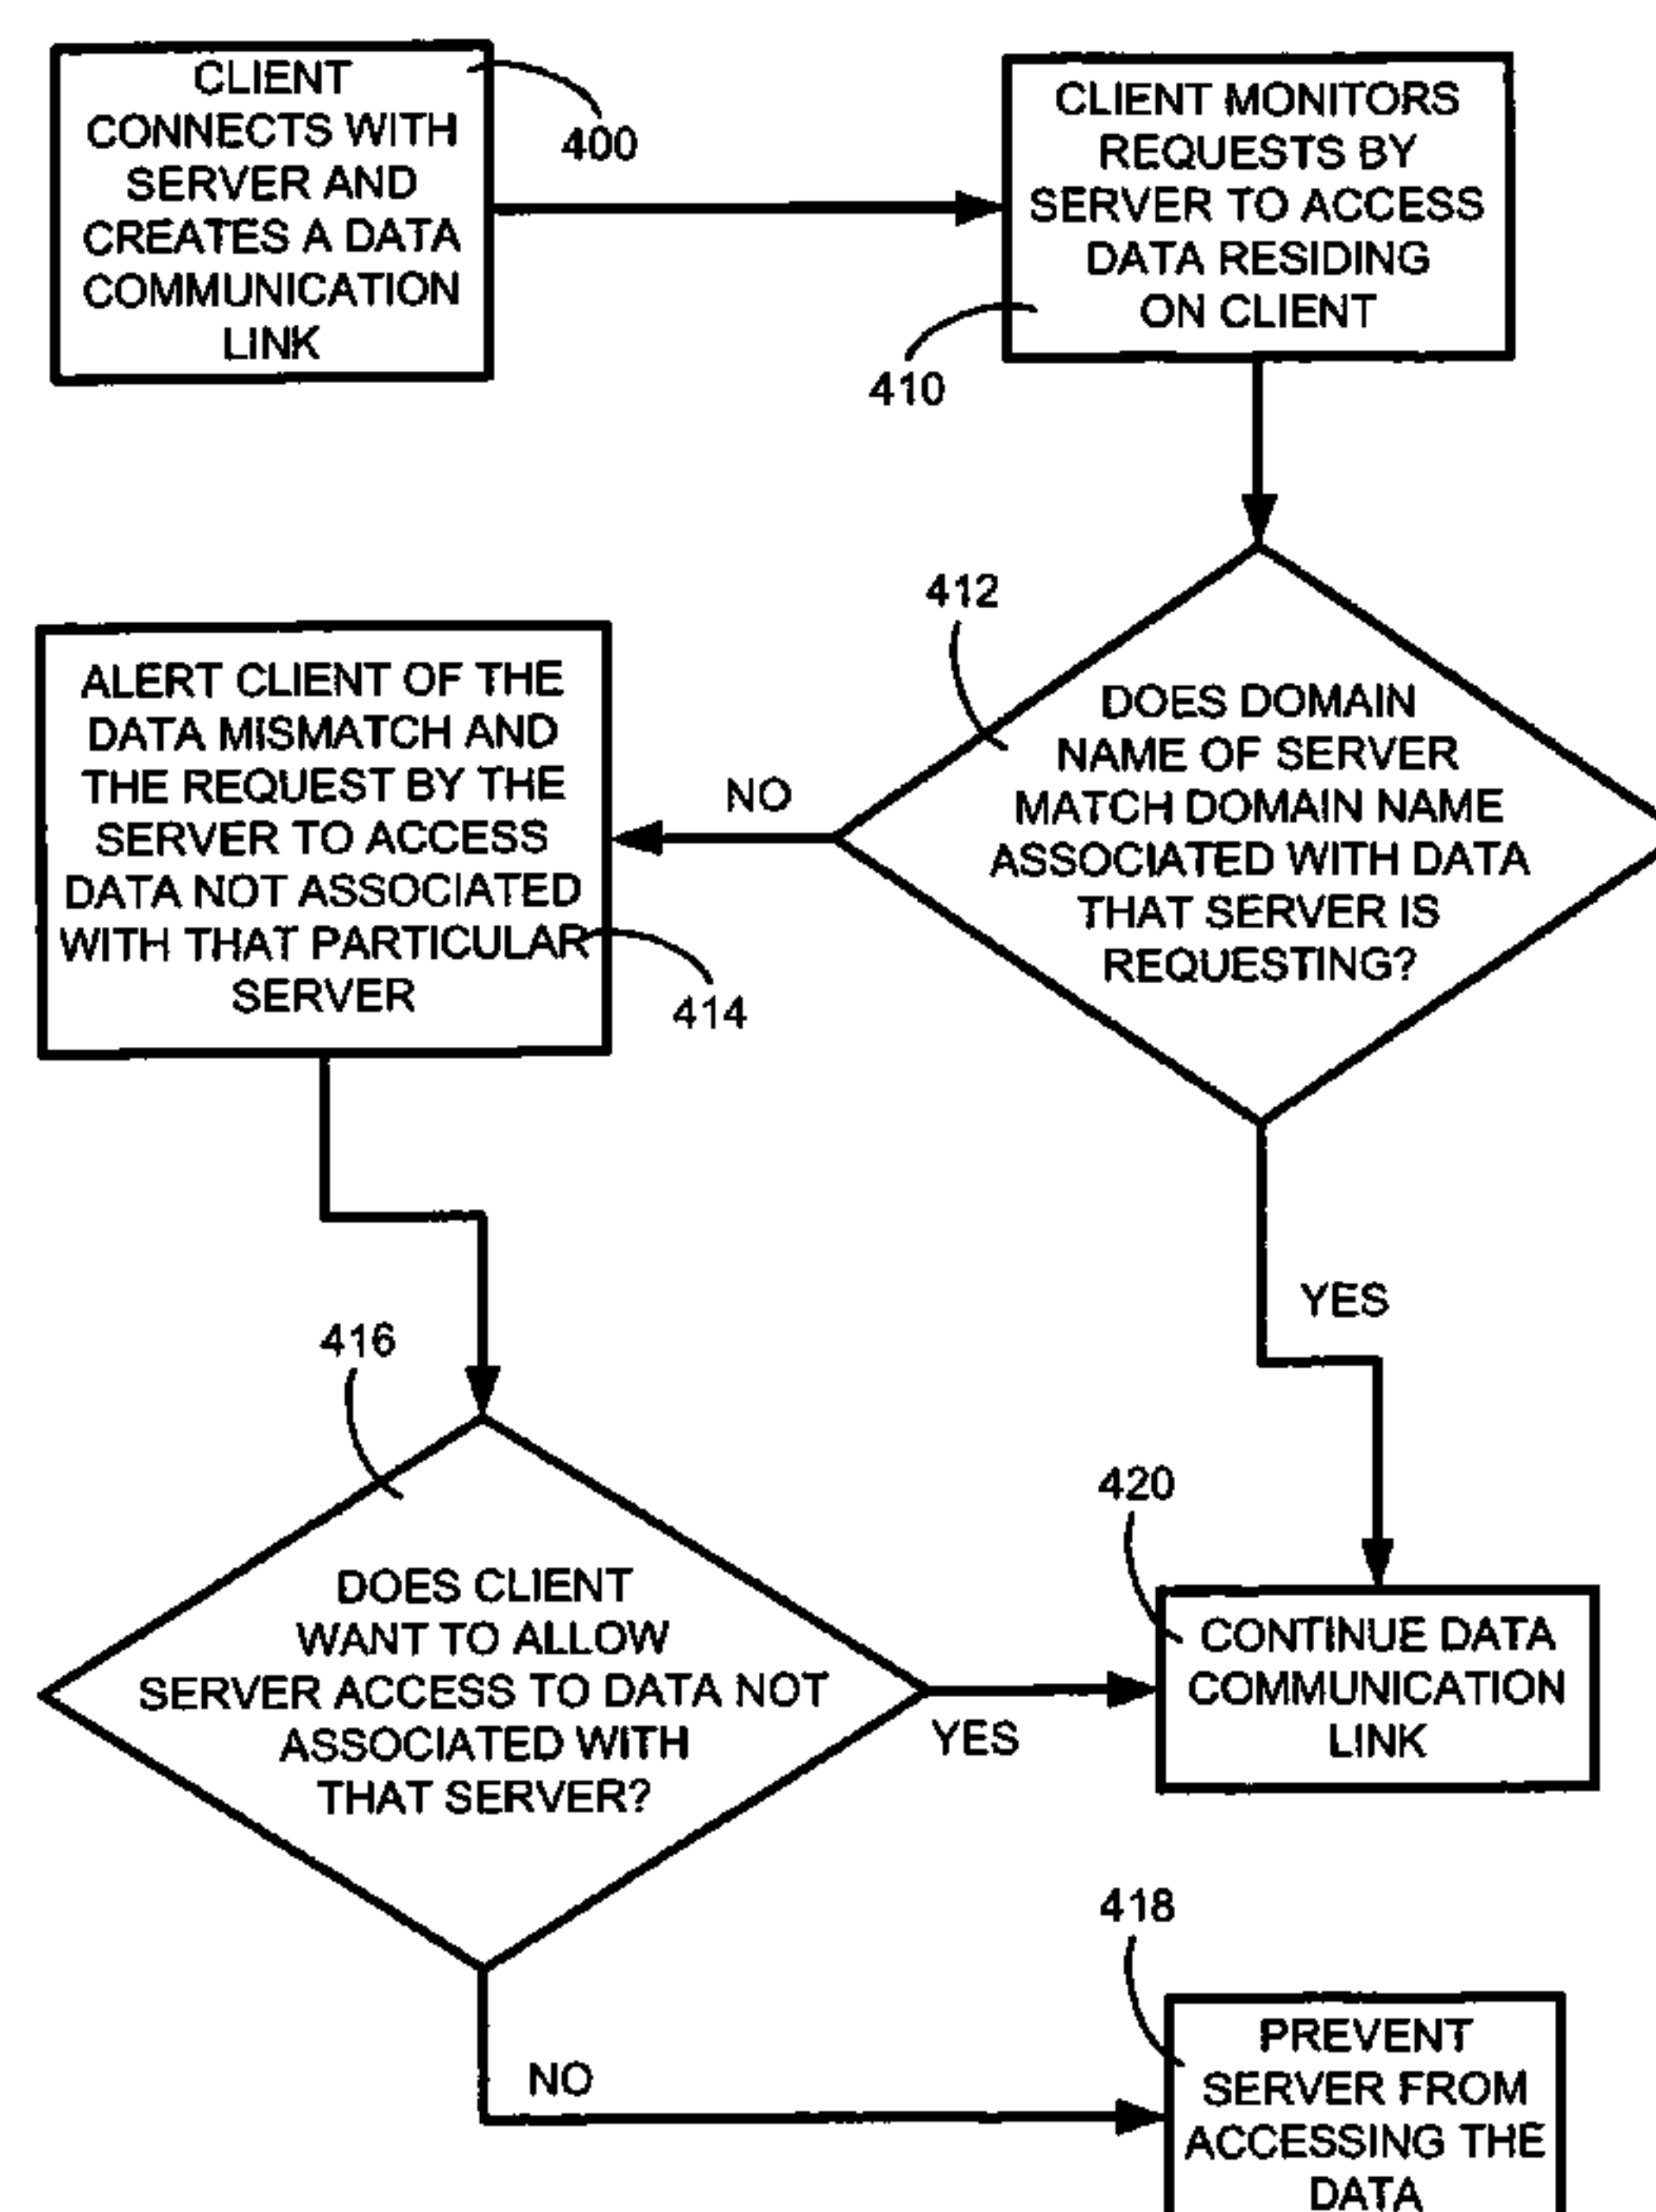 CLIENT
CONNECTS WITH
SERVER AND
CREATES A DATA
COMMUNICATION
LINK
400
CLIENT MONITORS
REQUESTS BY
SERVER TO ACCESS
DATA RESIDING
ON CLIENT
410
412
DOES DOMAIN
NAME OF SERVER
MATCH DOMAIN NAME
ASSOCIATED WITH DATA
THAT SERVER IS
REQUESTING?
NO
ALERT CLIENT OF THE
DATA MISMATCH AND
THE REQUEST BY THE
SERVER TO ACCESS
DATA NOT ASSOCIATED
WITH THAT PARTICULAR
SERVER
414
YES
416
DOES CLIENT
WANT TO ALLOW
SERVER ACCESS TO DATA NOT
ASSOCIATED WITH
THAT SERVER?
YES
420
CONTINUE DATA
COMMUNICATION
LINK
NO
418
PREVENT
SERVER FROM
ACCESSING THE
DATA